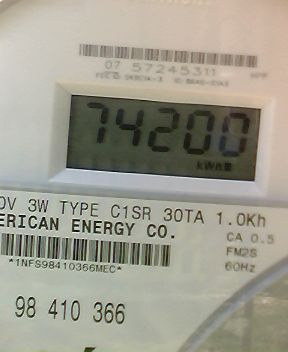 07 57245311
74200
kWh
0V 3W TYPE C1SR 30TA 1.0Kh
ERICAN ENERGY CO.
CA 0.5
FM2S
60Hz
*1NFS98410366MEC*
98 410 366